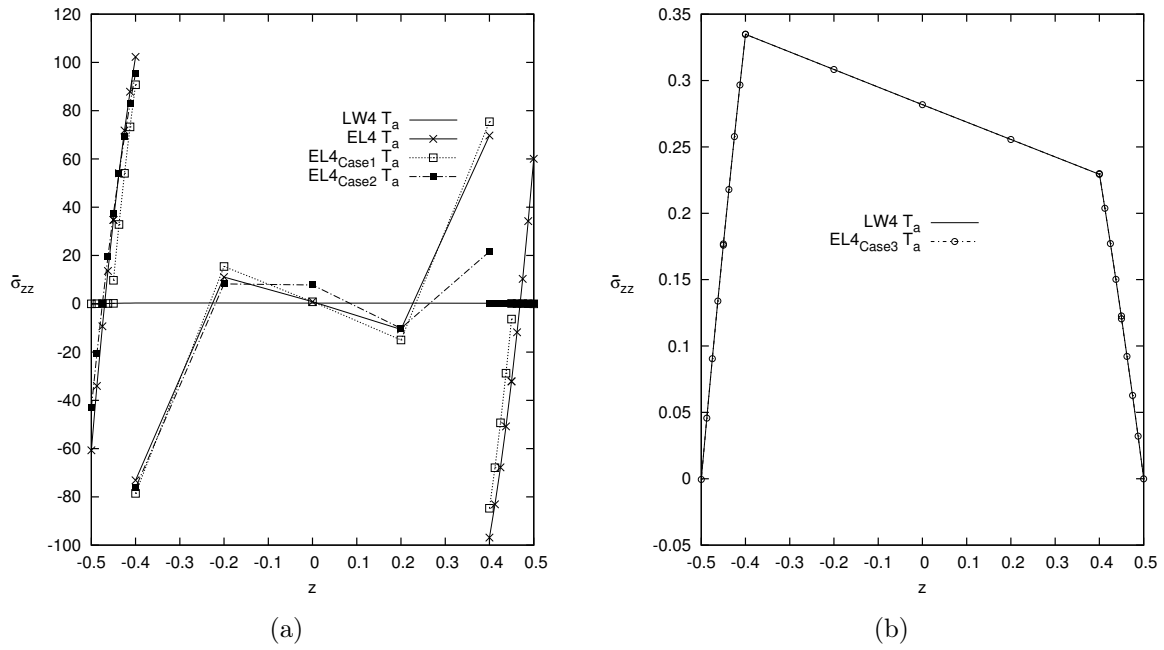 120
100
80
60
40
20
0
-20
-40
-60
-80
-100
σ̄zz
LW4 Ta
EL4 Ta
EL4Case1 Ta
EL4Case2 Ta
-0.5 -0.4 -0.3 -0.2 -0.1 0 0.1 0.2 0.3 0.4 0.5
z
(a)
0.35
0.3
0.25
0.2
0.15
0.1
0.05
0
-0.05
σ̄zz
LW4 Ta
EL4Case3 Ta
-0.5 -0.4 -0.3 -0.2 -0.1 0 0.1 0.2 0.3 0.4 0.5
z
(b)